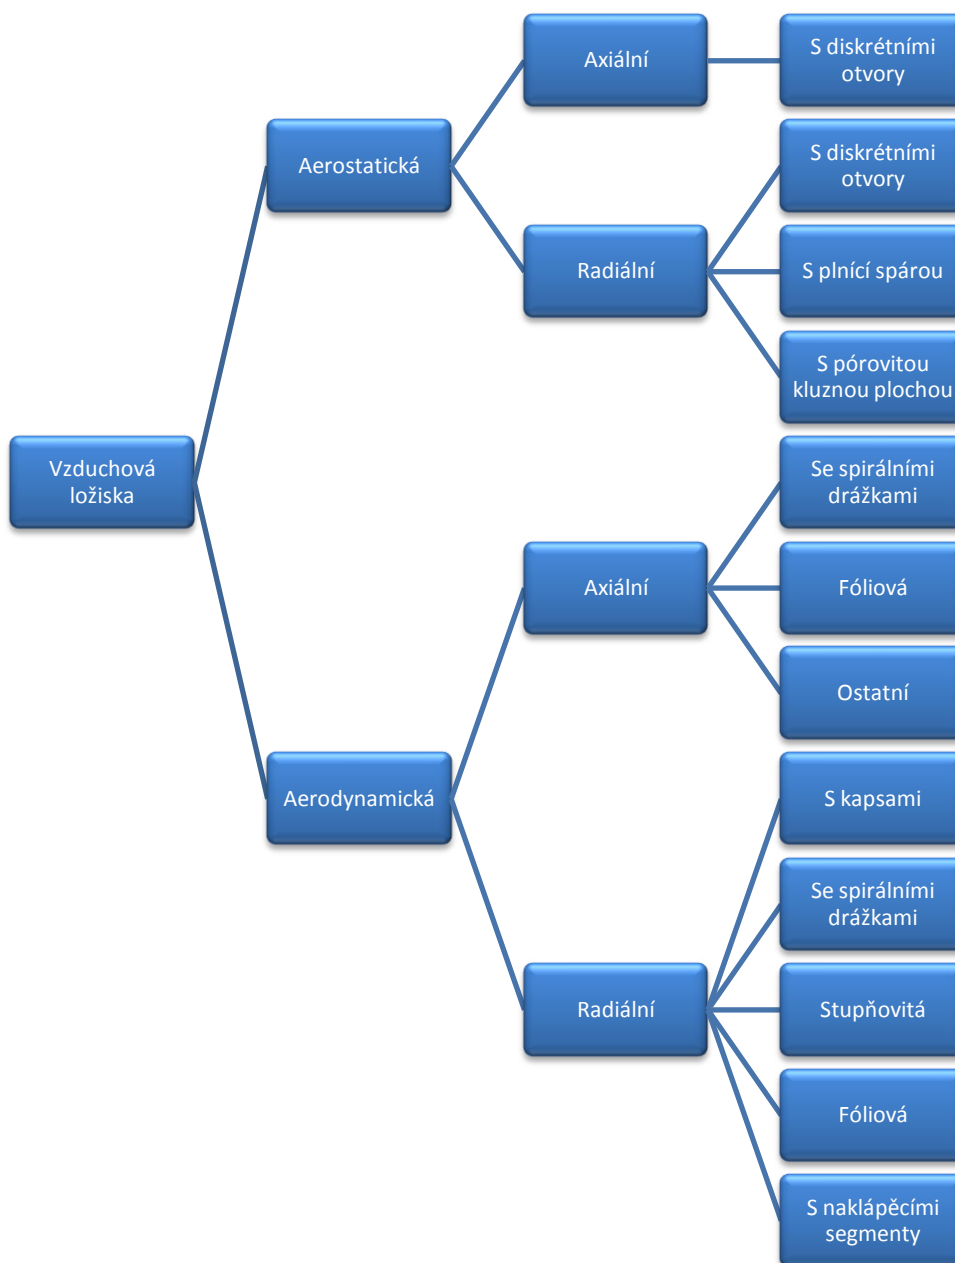 Axiální
S diskrétními
otvory
Aerostatická
S diskrétními
otvory
Radiální
S plnící spárou
S pórovitou
kluznou plochou
Vzduchová
ložiska
Se spirálními
drážkami
Axiální
Fóliová
Ostatní
Aerodynamická
S kapsami
Se spirálními
drážkami
Radiální
Stupňovitá
Fóliová
S naklápěcími
segmenty